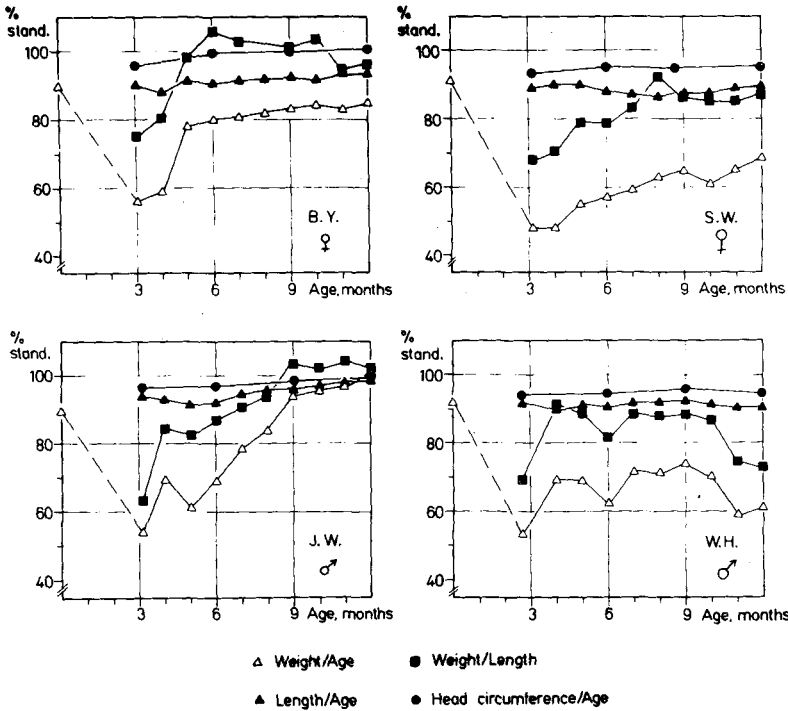 %
stand.
100
80
60
40
B.Y.
♀
3 6 9 Age, months
%
stand.
100
80
60
40
S.W.
♀
3 6 9 Age, months
%
stand.
100
80
60
40
J.W.
♂
3 6 9 Age, months
%
stand.
100
80
60
40
W.H.
♂
3 6 9 Age, months
△ Weight/Age ■ Weight/Length
▲ Length/Age ● Head circumference/Age